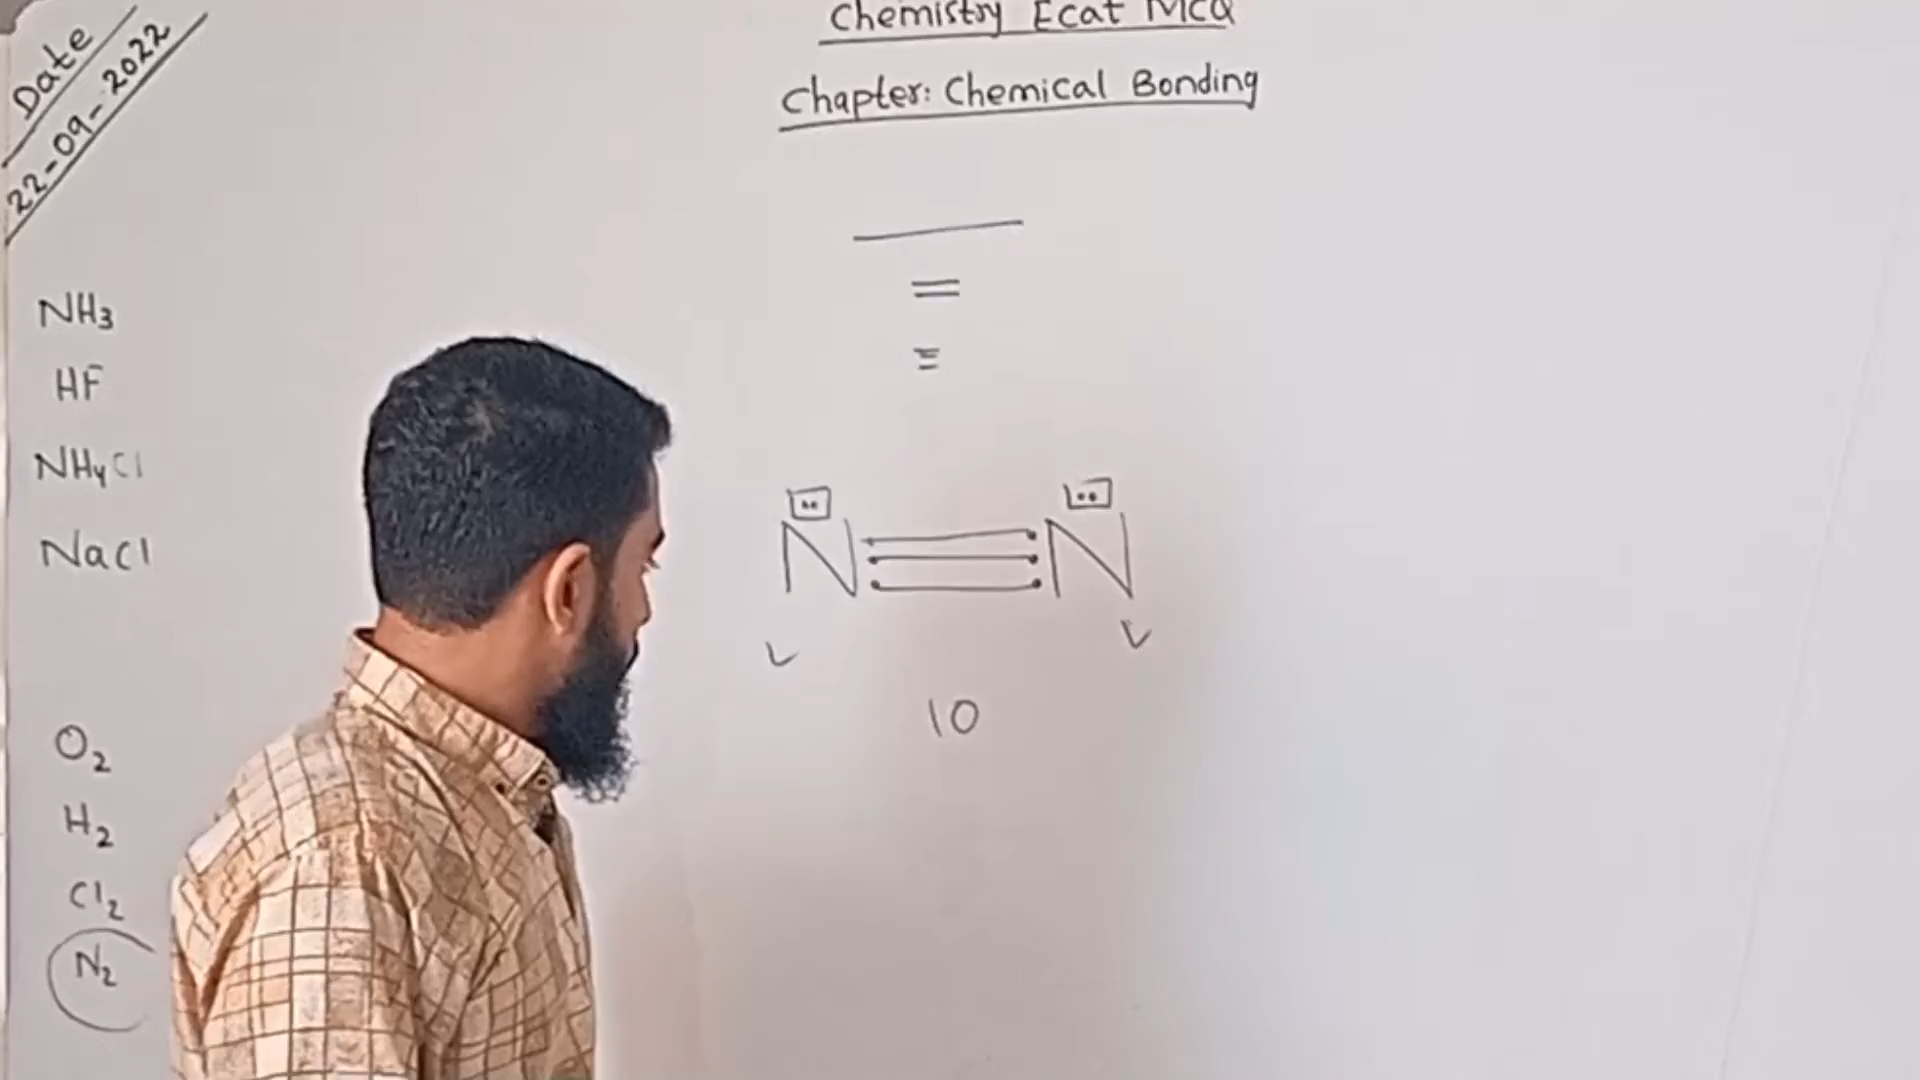 Date
22-09-2022
Chemistry Ecat MCQ
Chapter: Chemical Bonding
NH₃
HF
NH₄Cl
NaCl
O₂
H₂
Cl₂
N₂
N≡N
10